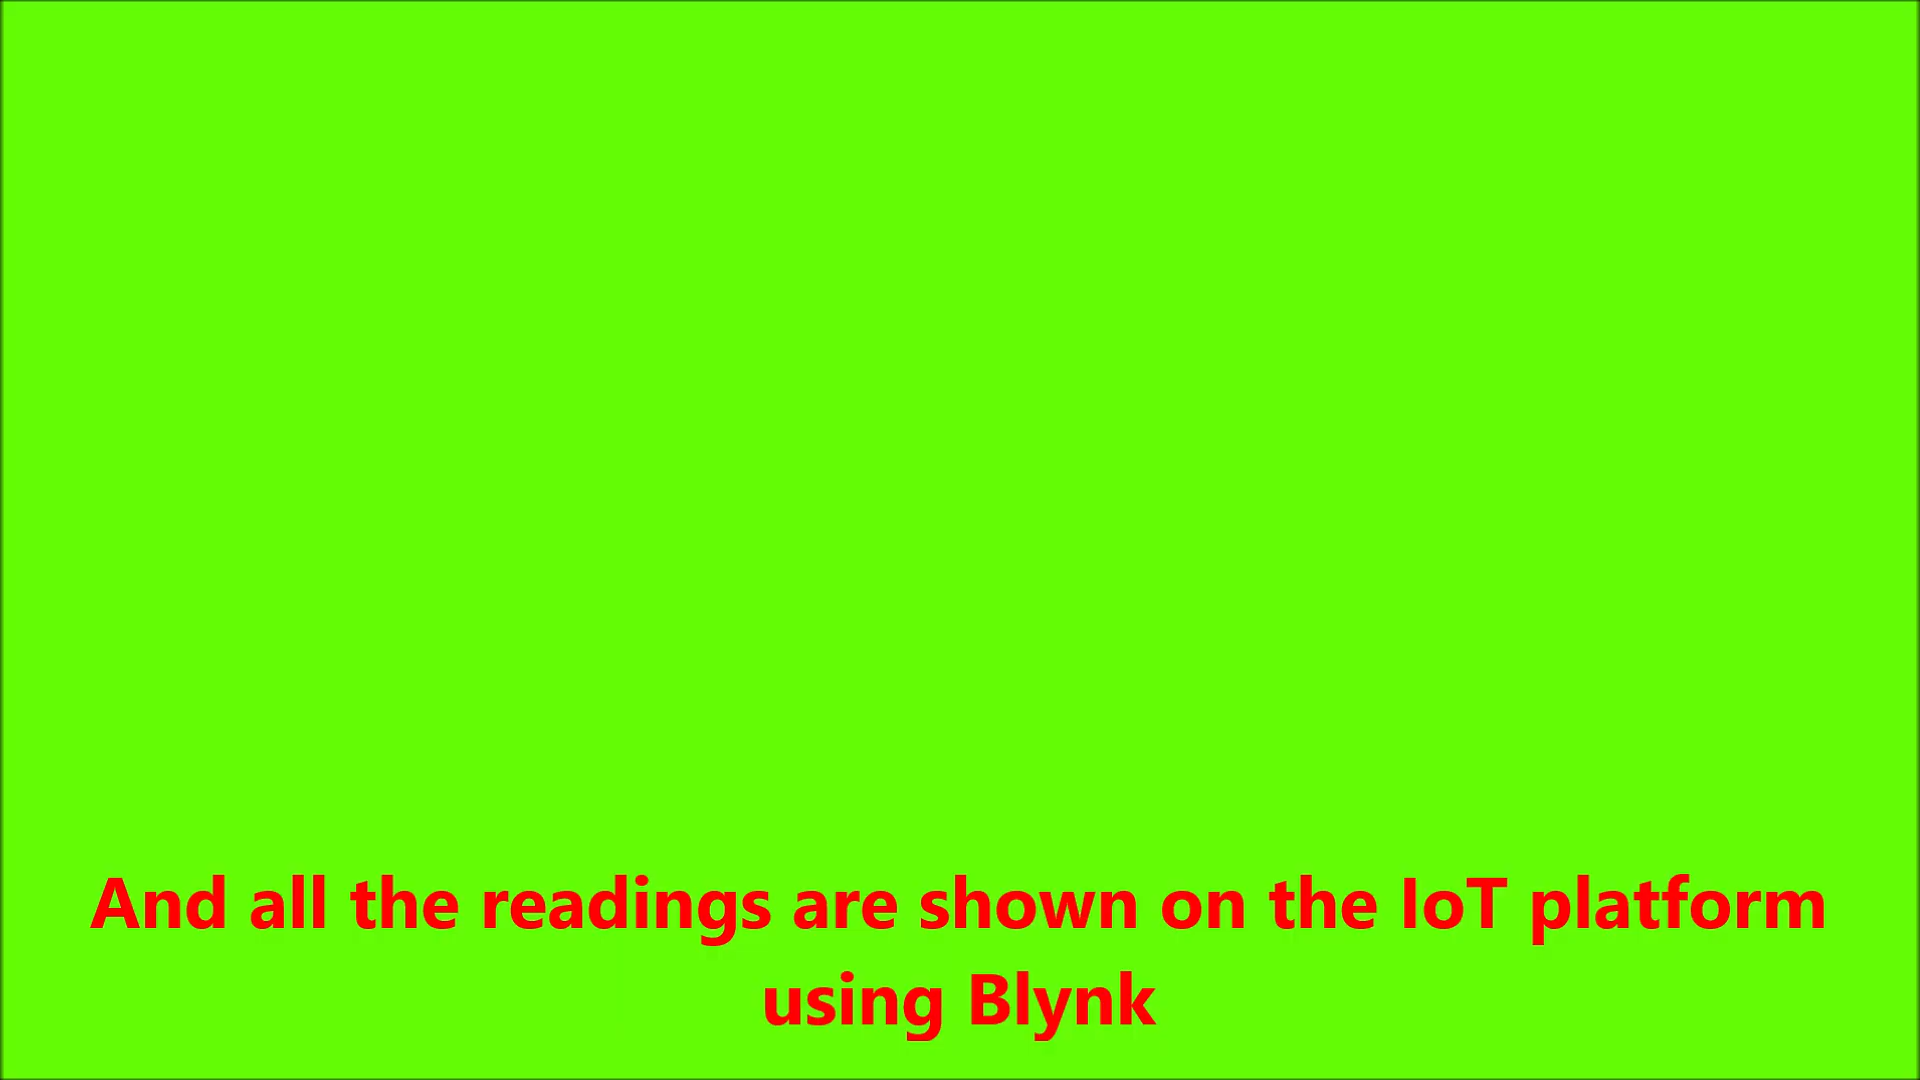 And all the readings are shown on the IoT platform
using Blynk